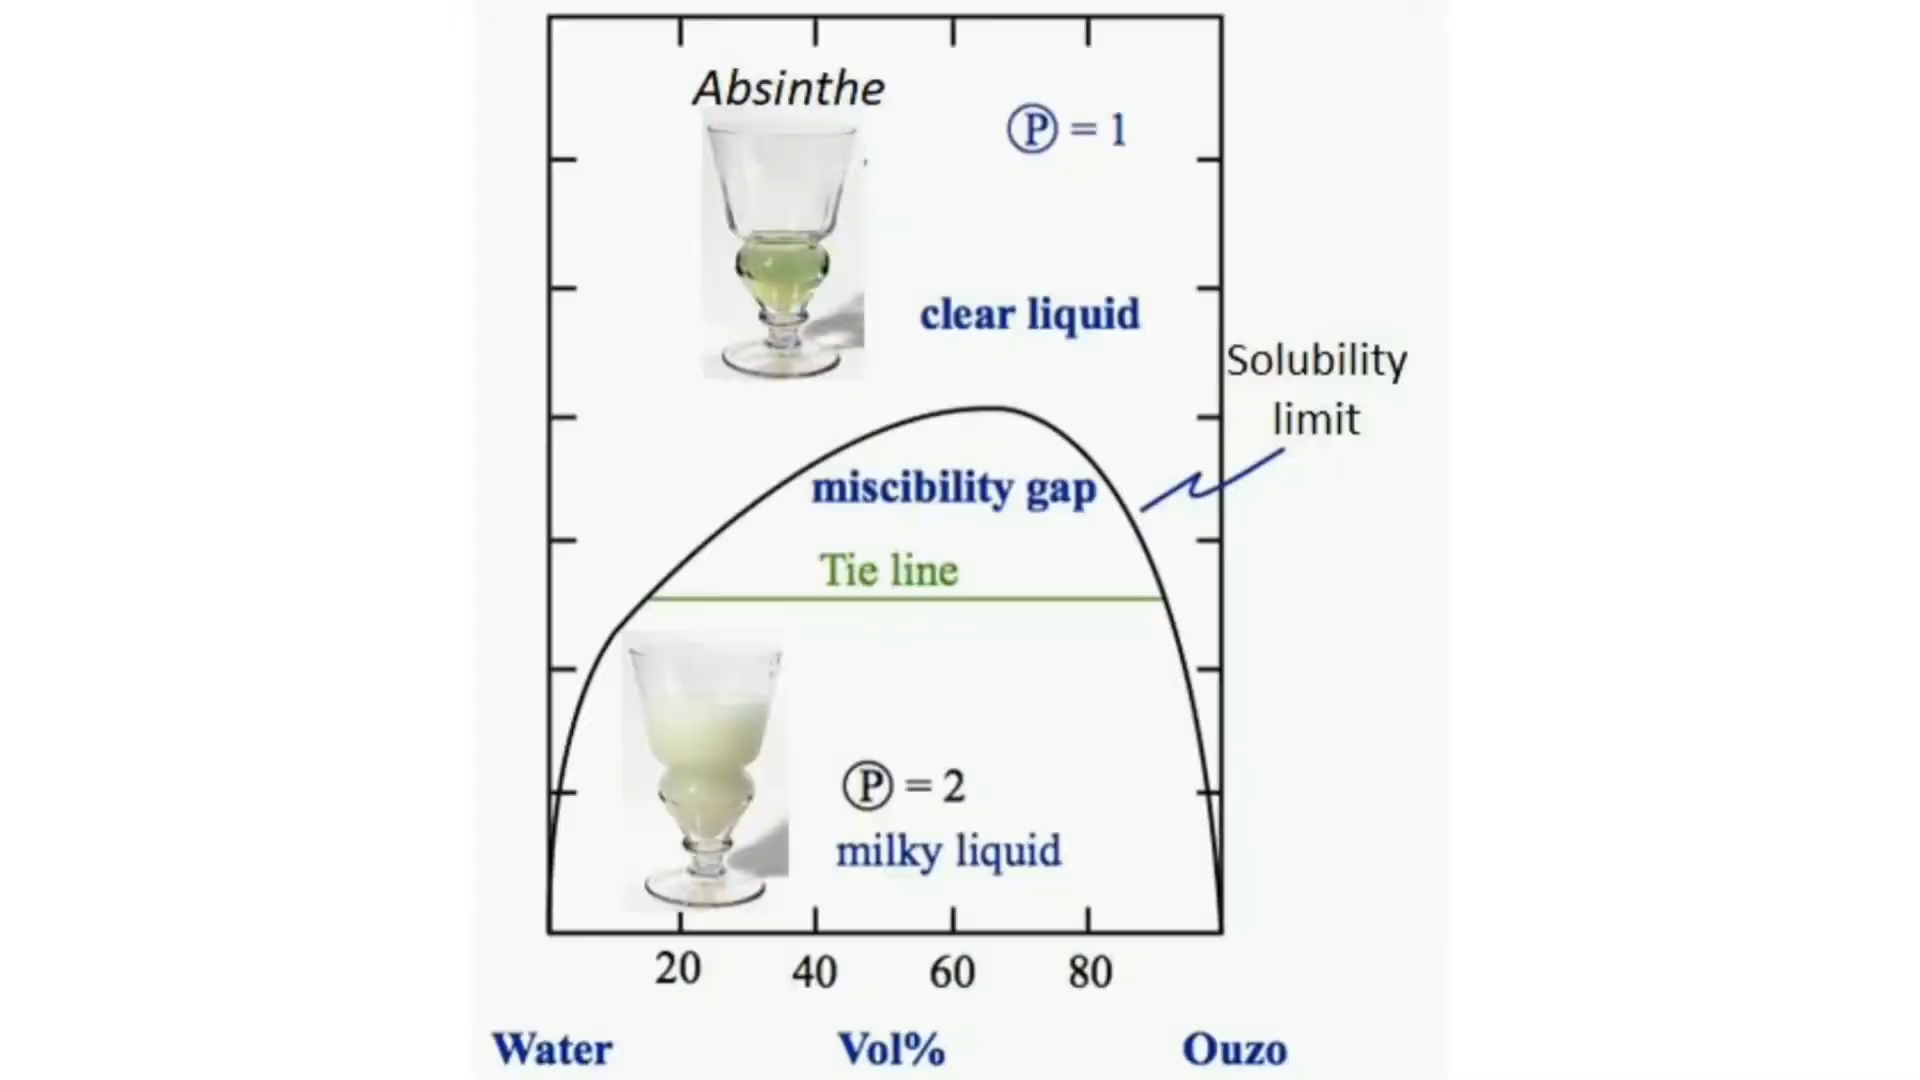 Absinthe
Ⓟ = 1
clear liquid
Solubility
limit
miscibility gap
Tie line
Ⓟ = 2
milky liquid
20 40 60 80
Water Vol% Ouzo